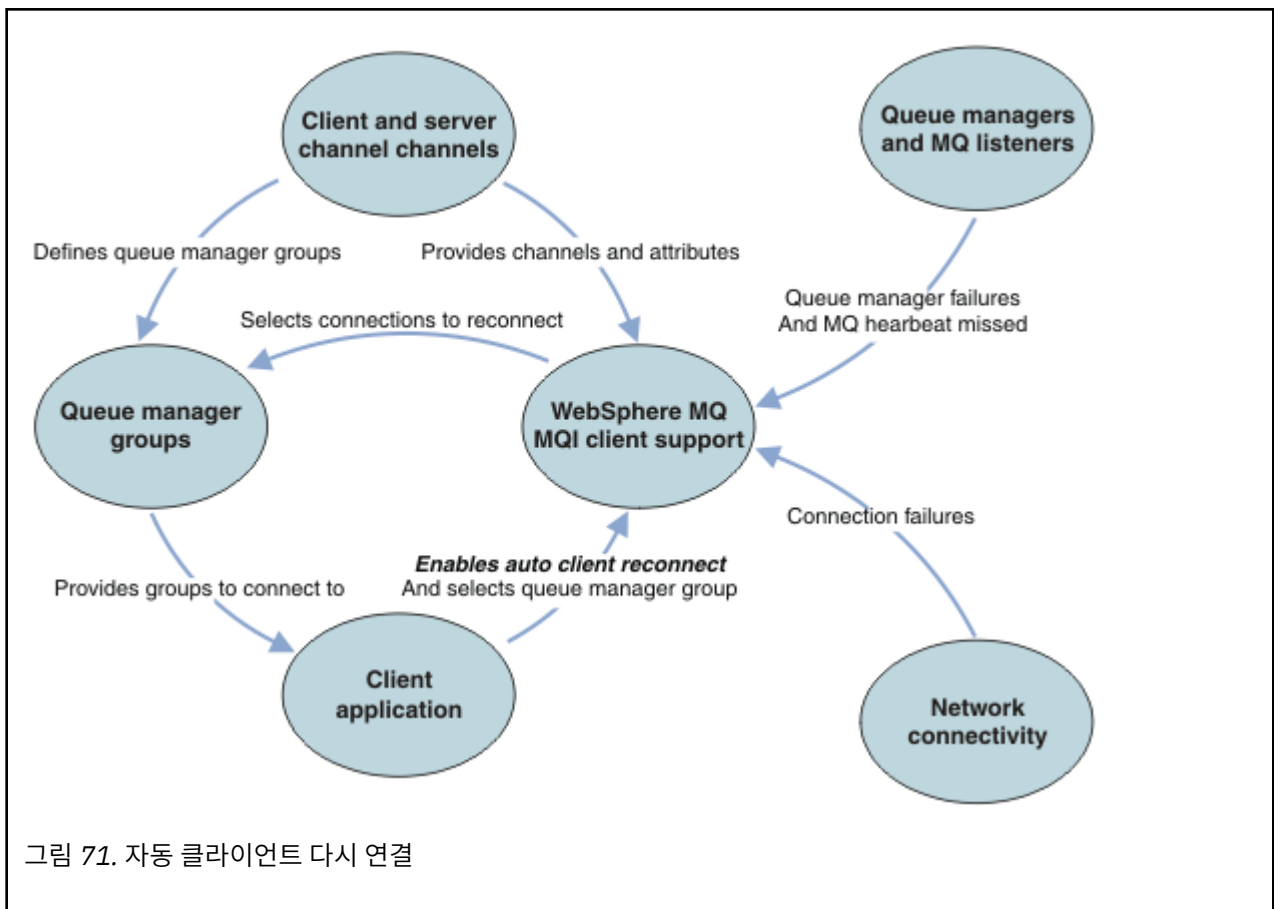 Client and server
channel channels
Queue managers
and MQ listeners
Defines queue manager groups
Provides channels and attributes
Queue manager failures
And MQ hearbeat missed
Selects connections to reconnect
Queue manager
groups
WebSphere MQ
MQI client support
Connection failures
Enables auto client reconnect
And selects queue manager group
Provides groups to connect to
Client
application
Network
connectivity
그림 71. 자동 클라이언트 다시 연결